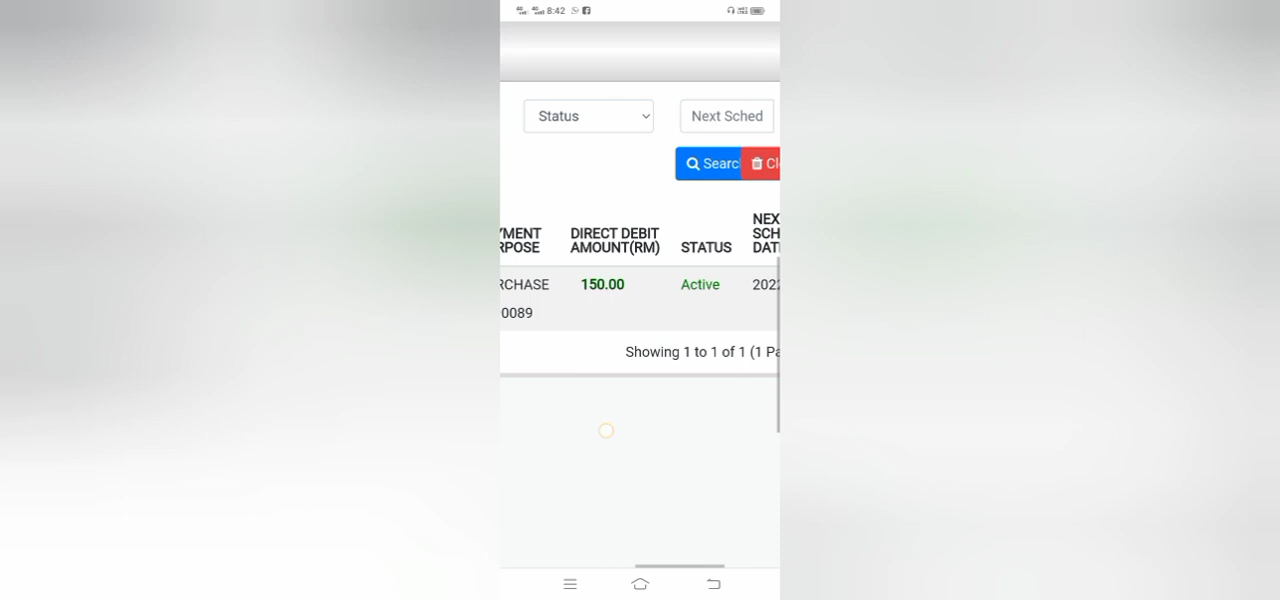 8:42
Status
Next Sched
Searc
Cl
YMENT
RPOSE
DIRECT DEBIT
AMOUNT(RM)
STATUS
NEX
SCH
DAT
RCHASE
0089
150.00
Active
2022
Showing 1 to 1 of 1 (1 Pa